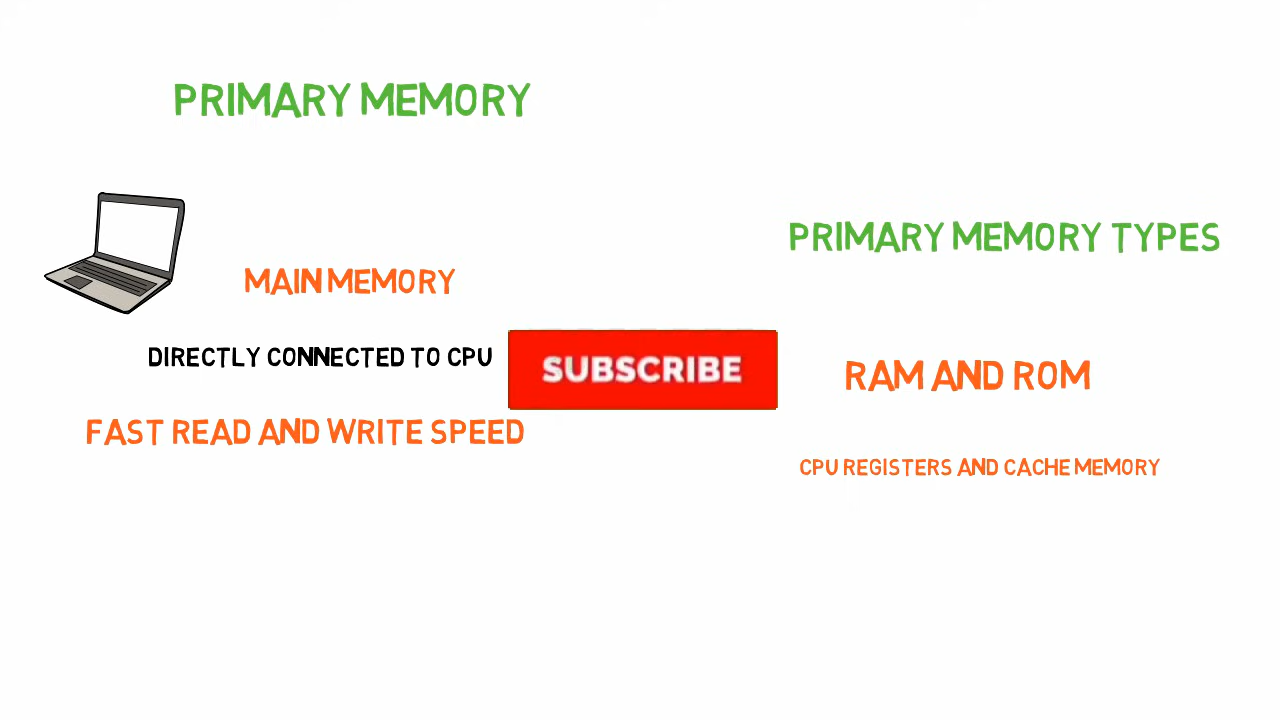 PRIMARY MEMORY
MAIN MEMORY
DIRECTLY CONNECTED TO CPU
FAST READ AND WRITE SPEED
SUBSCRIBE
PRIMARY MEMORY TYPES
RAM AND ROM
CPU REGISTERS AND CACHE MEMORY